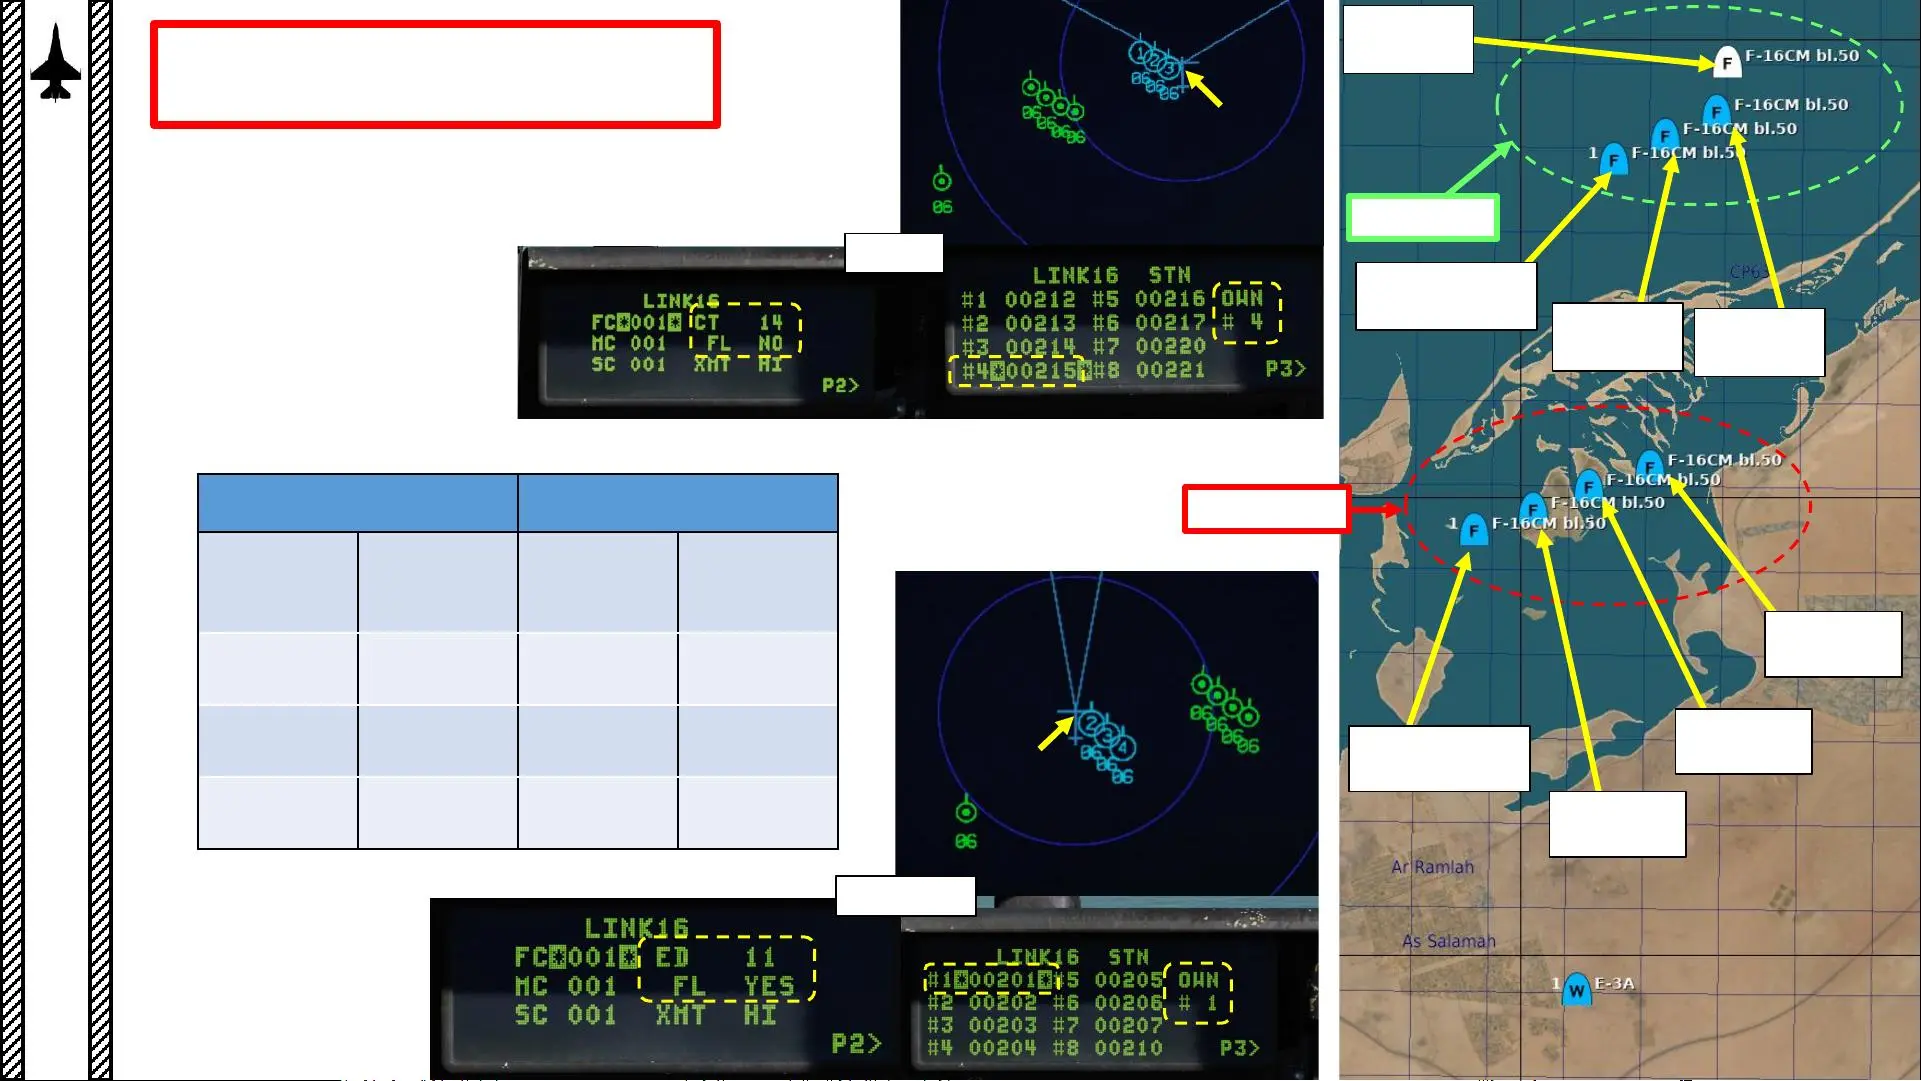 1
2
3
06
06
06
06
06
06
06
06
LINK16
FC*001* CT 14
MC 001 FL NO
SC 001 XMT HI
P2>
LINK16 STN
#1 00212 #5 00216 OWN
#2 00213 #6 00217 # 4
#3 00214 #7 00220
#4*00215*#8 00221 P3>
F F-16CM bl.50
F F-16CM bl.50
F F-16CM bl.50
1 F F-16CM bl.50
CP63
F F-16CM bl.50
F F-16CM bl.50
F F-16CM bl.50
1 F F-16CM bl.50
2
3
4
06
06
06
06
06
06
06
06
LINK16
FC*001* ED 11
MC 001 FL YES
SC 001 XMT HI
P2>
LINK16 STN
#1*00201*#5 00205 OWN
#2 00202 #6 00206 # 1
#3 00203 #7 00207
#4 00204 #8 00210 P3>
Ar Ramlah
As Salamah
1 W E-3A